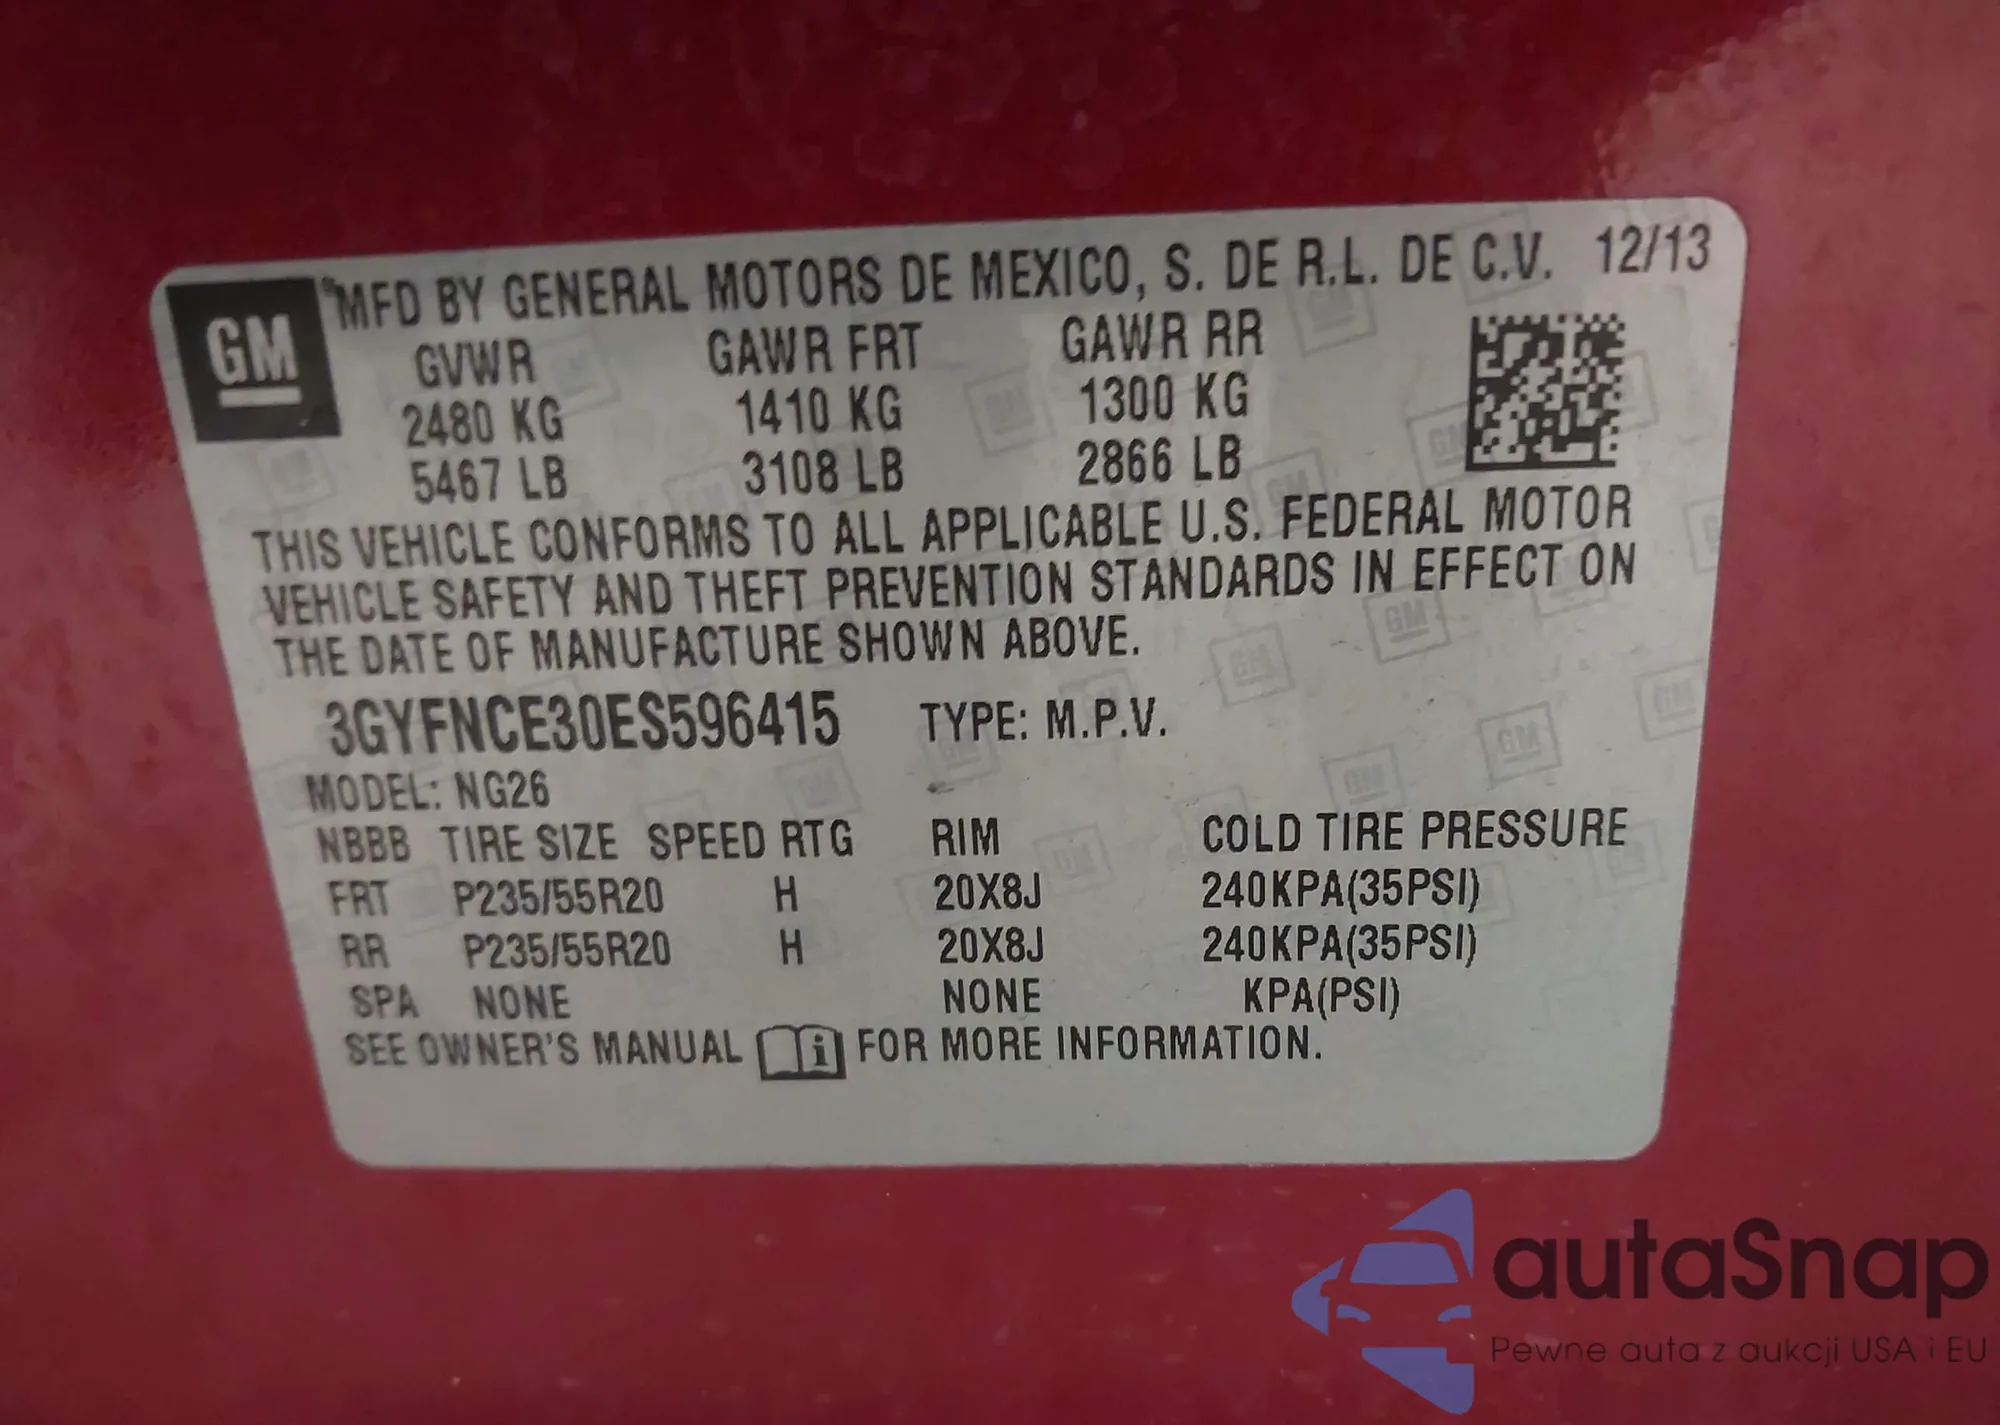 GM
MFD BY GENERAL MOTORS DE MEXICO, S. DE R.L. DE C.V. 12/13
GVWR GAWR FRT GAWR RR
2480 KG 1410 KG 1300 KG
5467 LB 3108 LB 2866 LB
THIS VEHICLE CONFORMS TO ALL APPLICABLE U.S. FEDERAL MOTOR
VEHICLE SAFETY AND THEFT PREVENTION STANDARDS IN EFFECT ON
THE DATE OF MANUFACTURE SHOWN ABOVE.
3GYFNCE30ES596415 TYPE: M.P.V.
MODEL: NG26
NBBB TIRE SIZE SPEED RTG RIM COLD TIRE PRESSURE
FRT P235/55R20 H 20X8J 240KPA(35PSI)
RR P235/55R20 H 20X8J 240KPA(35PSI)
SPA NONE NONE KPA(PSI)
SEE OWNER'S MANUAL i FOR MORE INFORMATION.
autaSnap
Pewne auta z aukcji USA i EU